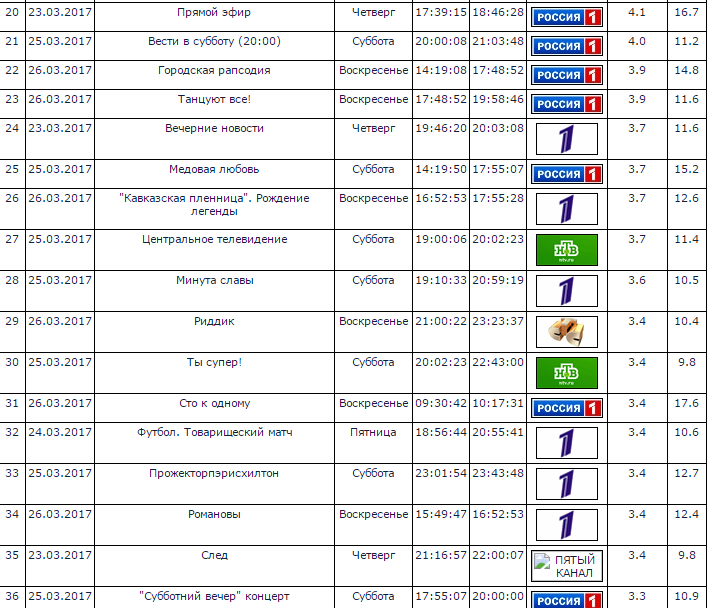 20 23.03.2017 Прямой эфир Четверг 17:39:15 18:46:28 РОССИЯ 1 4.1 16.7
21 25.03.2017 Вести в субботу (20:00) Суббота 20:00:08 21:03:48 РОССИЯ 1 4.0 11.2
22 26.03.2017 Городская рапсодия Воскресенье 14:19:08 17:48:52 РОССИЯ 1 3.9 14.8
23 26.03.2017 Танцуют все! Воскресенье 17:48:52 19:58:46 РОССИЯ 1 3.9 11.6
24 23.03.2017 Вечерние новости Четверг 19:46:20 20:03:08 1 3.7 11.6
25 25.03.2017 Медовая любовь Суббота 14:19:50 17:55:07 РОССИЯ 1 3.7 15.2
26 26.03.2017 "Кавказская пленница". Рождение Воскресенье 16:52:53 17:55:28 1 3.7 12.6
легенды
27 25.03.2017 Центральное телевидение Суббота 19:00:06 20:02:23 НТВ 3.7 11.4
ntv.ru
28 25.03.2017 Минута славы Суббота 19:10:33 20:59:19 1 3.6 10.5
29 26.03.2017 Риддик Воскресенье 21:00:22 23:23:37 3.4 10.4
30 25.03.2017 Ты супер! Суббота 20:02:23 22:43:00 НТВ 3.4 9.8
ntv.ru
31 26.03.2017 Сто к одному Воскресенье 09:30:42 10:17:31 РОССИЯ 1 3.4 17.6
32 24.03.2017 Футбол. Товарищеский матч Пятница 18:56:44 20:55:41 1 3.4 10.6
33 25.03.2017 Прожекторпэрисхилтон Суббота 23:01:54 23:43:48 1 3.4 12.7
34 26.03.2017 Романовы Воскресенье 15:49:47 16:52:53 1 3.4 12.4
35 23.03.2017 След Четверг 21:16:57 22:00:07 ПЯТЫЙ 3.4 9.8
КАНАЛ
36 25.03.2017 "Субботний вечер" концерт Суббота 17:55:07 20:00:00 РОССИЯ 1 3.3 10.9